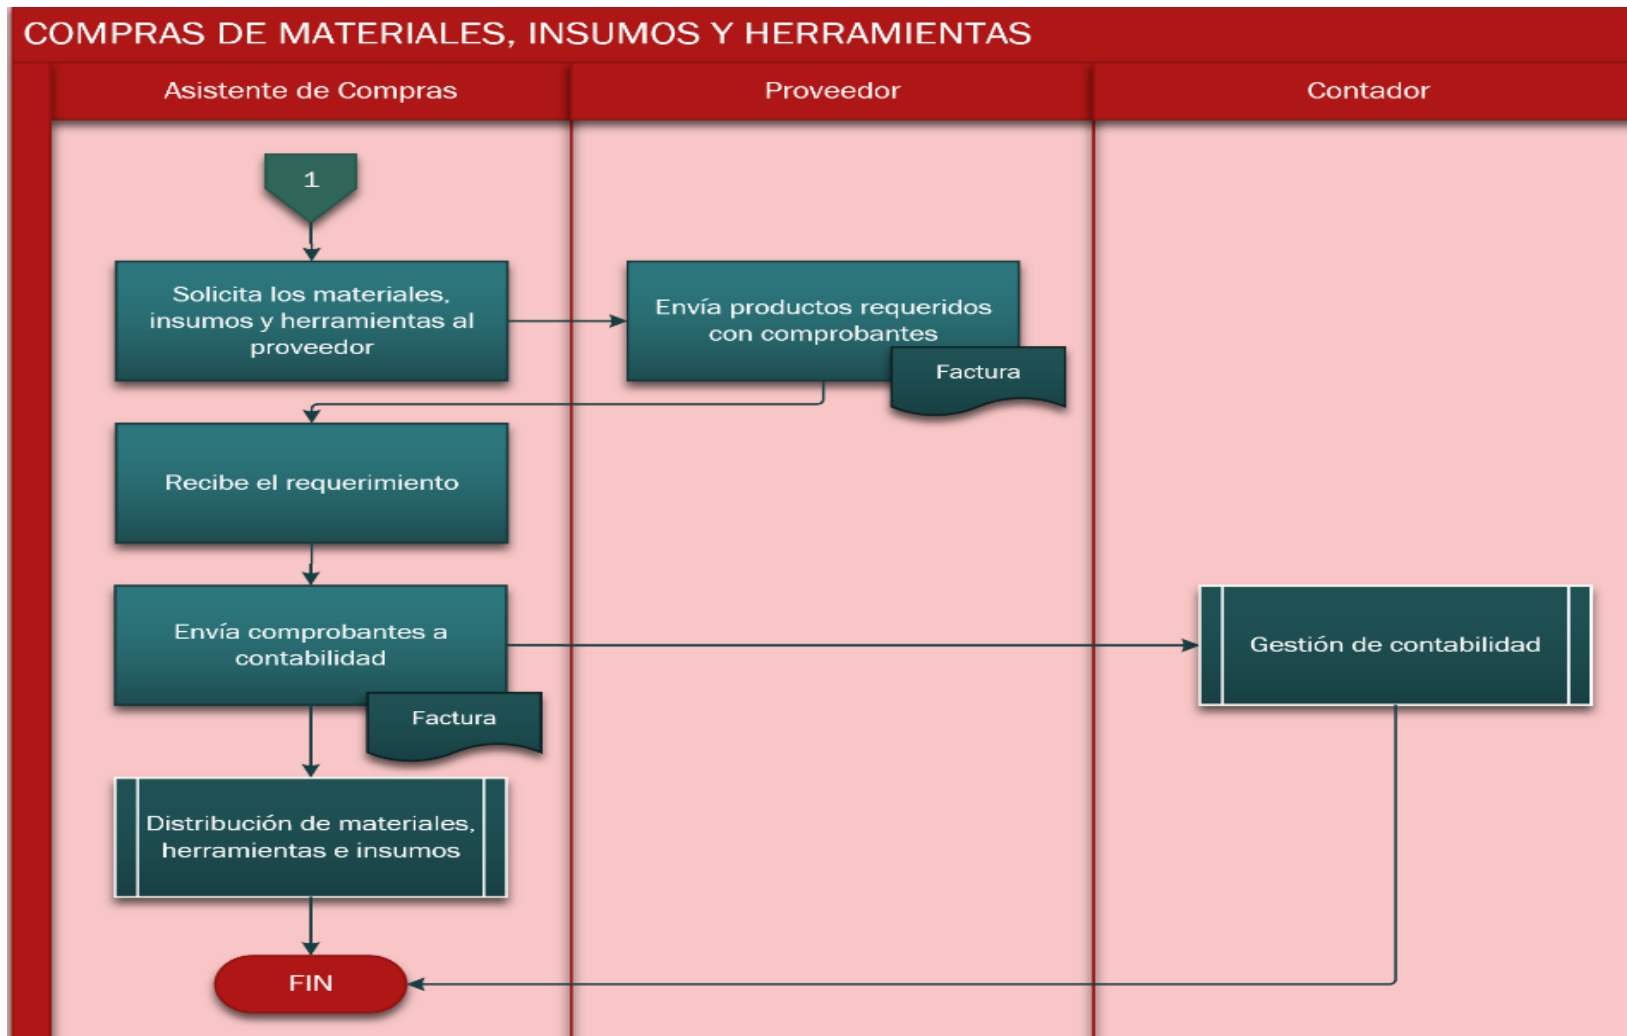 COMPRAS DE MATERIALES, INSUMOS Y HERRAMIENTAS
Asistente de Compras
Proveedor
Contador
1
Solicita los materiales,
insumos y herramientas al
proveedor
Envía productos requeridos
con comprobantes
Factura
Recibe el requerimiento
Envía comprobantes a
contabilidad
Factura
Gestión de contabilidad
Distribución de materiales,
herramientas e insumos
FIN